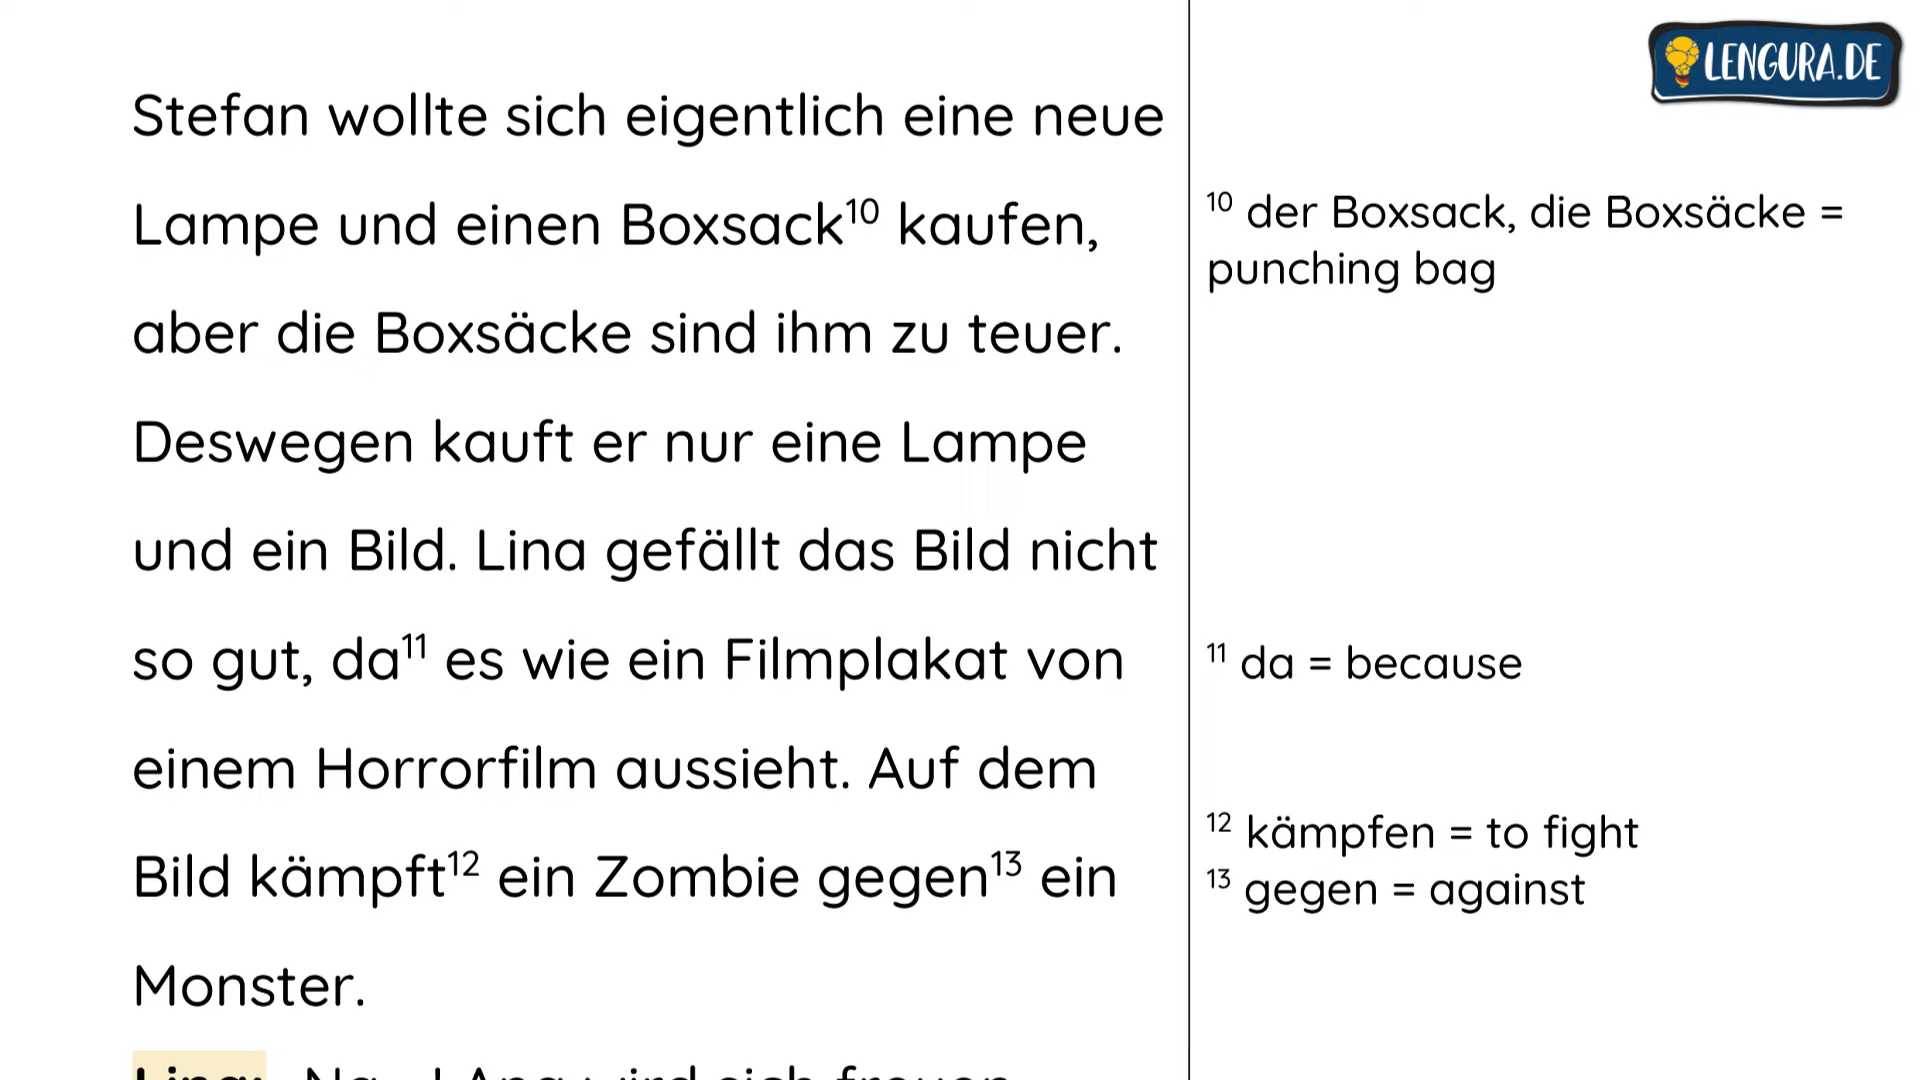 LENGURA.DE
Stefan wollte sich eigentlich eine neue
Lampe und einen Boxsack¹⁰ kaufen,
aber die Boxsäcke sind ihm zu teuer.
Deswegen kauft er nur eine Lampe
und ein Bild. Lina gefällt das Bild nicht
so gut, da¹¹ es wie ein Filmplakat von
einem Horrorfilm aussieht. Auf dem
Bild kämpft¹² ein Zombie gegen¹³ ein
Monster.
¹⁰ der Boxsack, die Boxsäcke =
punching bag
¹¹ da = because
¹² kämpfen = to fight
¹³ gegen = against